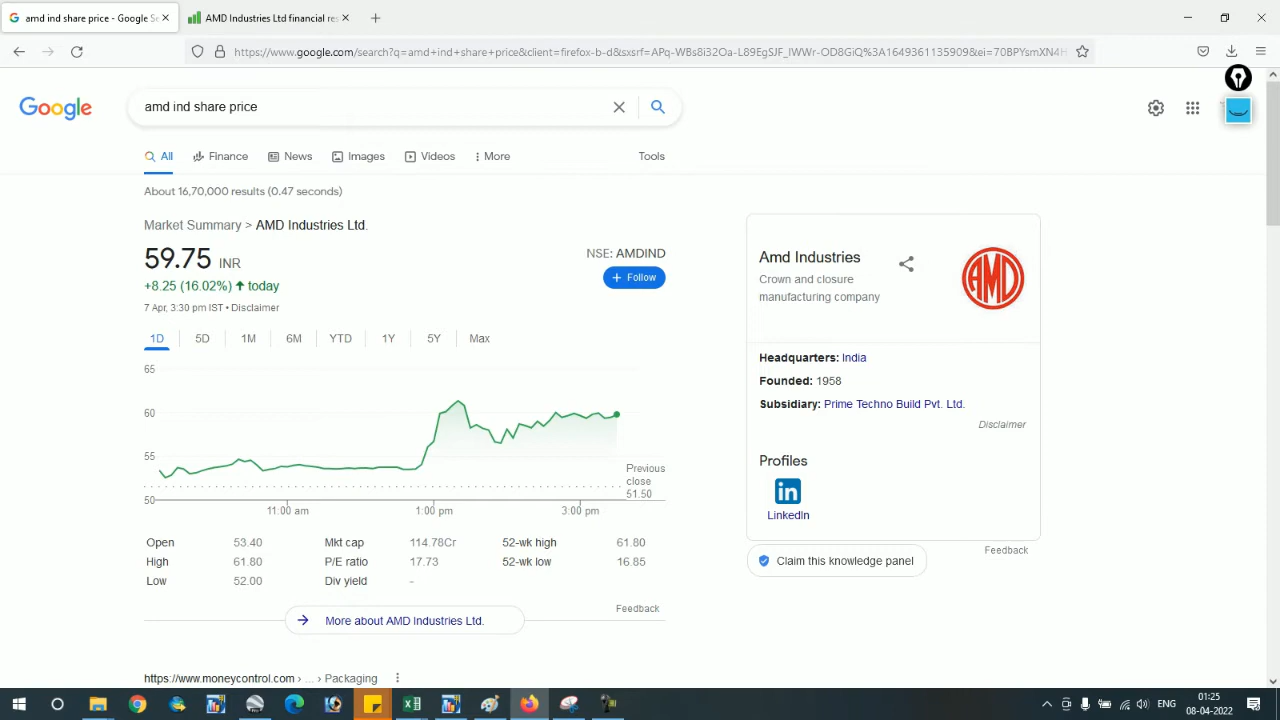 amd ind share price - Google Se
AMD Industries Ltd financial res
https://www.google.com/search?q=amd+ind+share+price&client=firefox-b-d&sxsrf=APq-WBs8i32Oa-L89EgSJF_lWWr-OD8GiQ%3A1649361135909&ei=70BPYsmXN4H
Google
amd ind share price
All Finance News Images Videos More Tools
About 16,70,000 results (0.47 seconds)
Market Summary > AMD Industries Ltd.
59.75 INR
NSE: AMDIND
+ Follow
+8.25 (16.02%) ↑ today
7 Apr, 3:30 pm IST • Disclaimer
1D 5D 1M 6M YTD 1Y 5Y Max
65
60
55
50
Previous
close
51.50
11:00 am 1:00 pm 3:00 pm
Open 53.40 Mkt cap 114.78Cr 52-wk high 61.80
High 61.80 P/E ratio 17.73 52-wk low 16.85
Low 52.00 Div yield -
Feedback
More about AMD Industries Ltd.
https://www.moneycontrol.com › ... › Packaging
Amd Industries
Crown and closure
manufacturing company
AMD
Headquarters: India
Founded: 1958
Subsidiary: Prime Techno Build Pvt. Ltd.
Disclaimer
Profiles
in
LinkedIn
Feedback
Claim this knowledge panel
ENG
01:25
08-04-2022